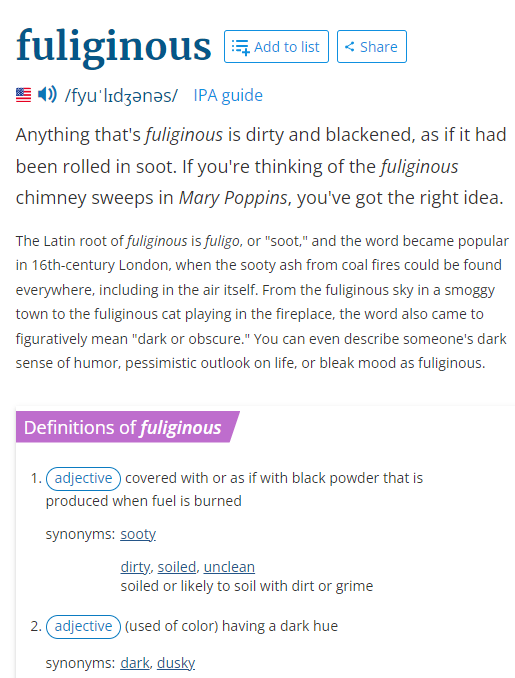 fuliginous
Add to list
Share
/fyuˈlɪdʒənəs/ IPA guide
Anything that's fuliginous is dirty and blackened, as if it had
been rolled in soot. If you're thinking of the fuliginous
chimney sweeps in Mary Poppins, you've got the right idea.
The Latin root of fuliginous is fuligo, or "soot," and the word became popular
in 16th-century London, when the sooty ash from coal fires could be found
everywhere, including in the air itself. From the fuliginous sky in a smoggy
town to the fuliginous cat playing in the fireplace, the word also came to
figuratively mean "dark or obscure." You can even describe someone's dark
sense of humor, pessimistic outlook on life, or bleak mood as fuliginous.
Definitions of fuliginous
1. adjective covered with or as if with black powder that is
produced when fuel is burned
synonyms: sooty
dirty, soiled, unclean
soiled or likely to soil with dirt or grime
2. adjective (used of color) having a dark hue
synonyms: dark, dusky